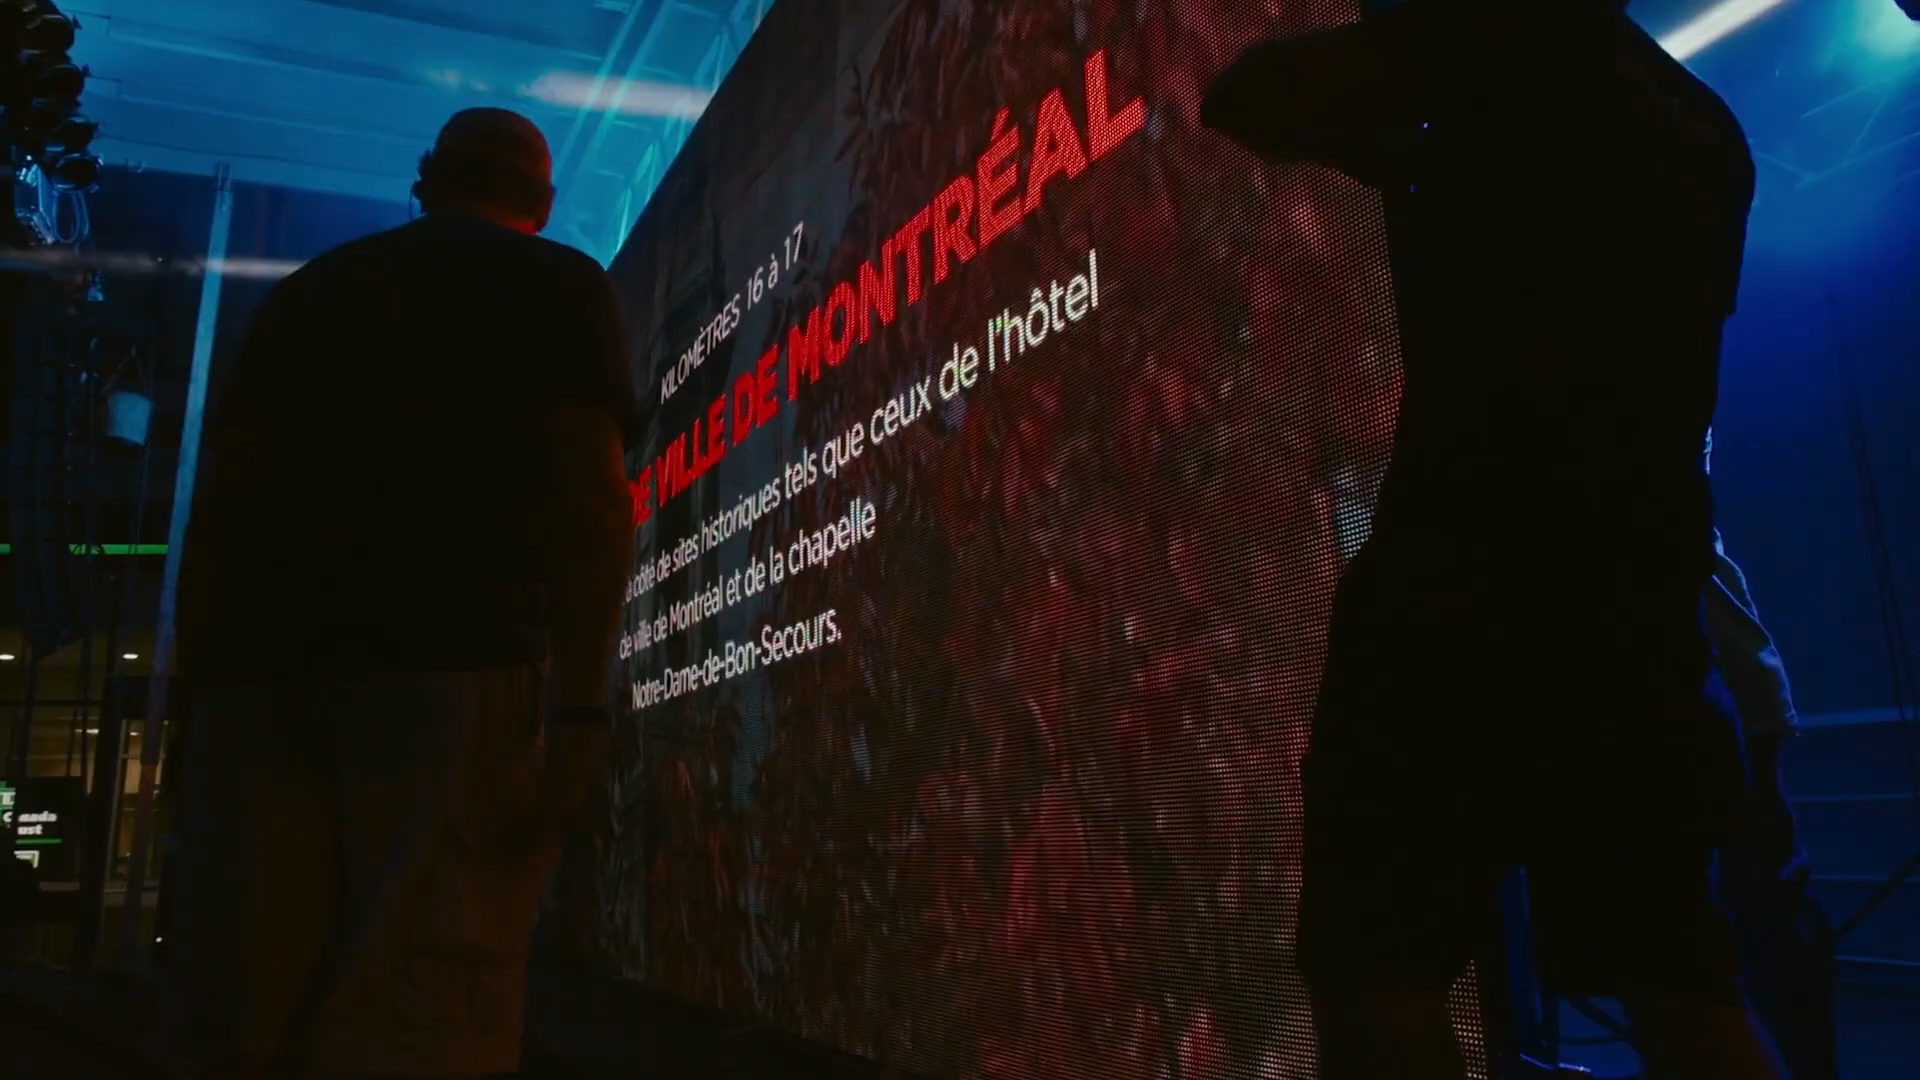 KILOMÈTRES 16 à 17
DE VILLE DE MONTRÉAL
à côté de sites historiques tels que ceux de l'hôtel
de ville de Montréal et de la chapelle
Notre-Dame-de-Bon-Secours.